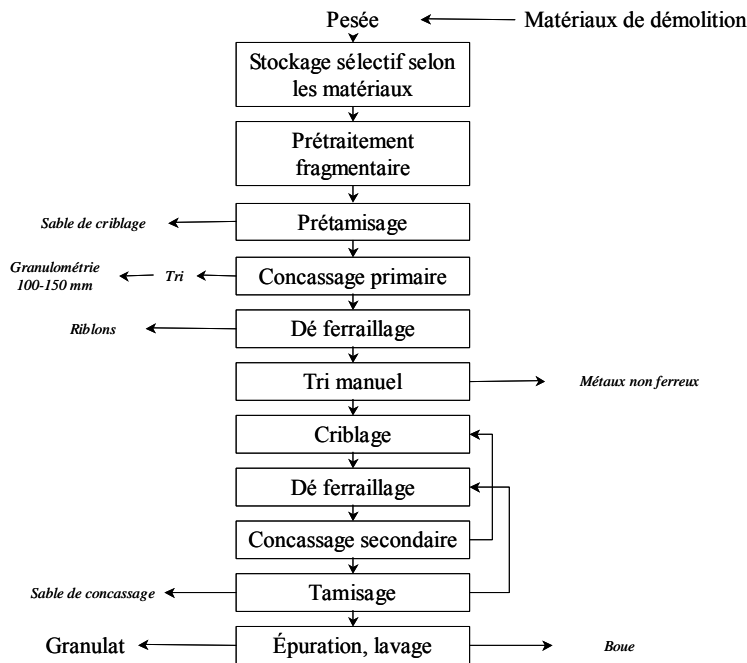 Pesée
Matériaux de démolition
Stockage sélectif selon
les matériaux
Prétraitement
fragmentaire
Sable de criblage
Prétamisage
Granulométrie
100-150 mm
Tri
Concassage primaire
Riblons
Dé ferraillage
Tri manuel
Métaux non ferreux
Criblage
Dé ferraillage
Concassage secondaire
Sable de concassage
Tamisage
Granulat
Épuration, lavage
Boue